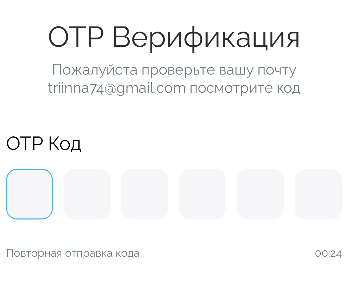 OTP Верификация
Пожалуйста проверьте вашу почту
triinna74@gmail.com посмотрите код
OTP Код
Повторная отправка кода 00:24